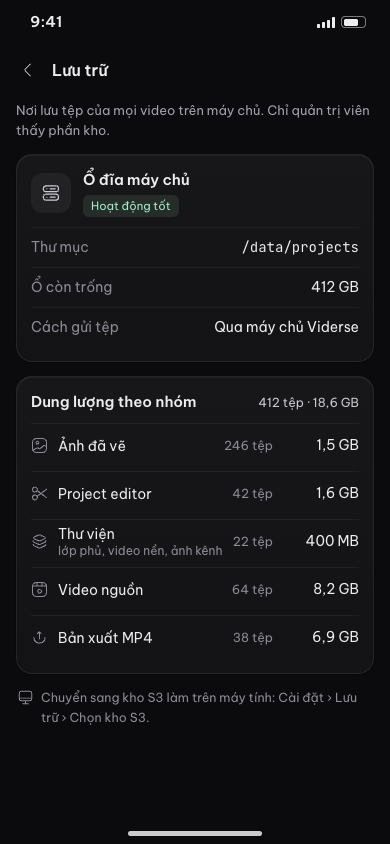 9:41
Lưu trữ
Nơi lưu tệp của mọi video trên máy chủ. Chỉ quản trị viên
thấy phần kho.
Ổ đĩa máy chủ
Hoạt động tốt
Thư mục /data/projects
Ổ còn trống 412 GB
Cách gửi tệp Qua máy chủ Viderse
Dung lượng theo nhóm 412 tệp · 18,6 GB
Ảnh đã vẽ 246 tệp 1,5 GB
Project editor 42 tệp 1,6 GB
Thư viện 22 tệp 400 MB
lớp phủ, video nền, ảnh kênh
Video nguồn 64 tệp 8,2 GB
Bản xuất MP4 38 tệp 6,9 GB
Chuyển sang kho S3 làm trên máy tính: Cài đặt › Lưu
trữ › Chọn kho S3.